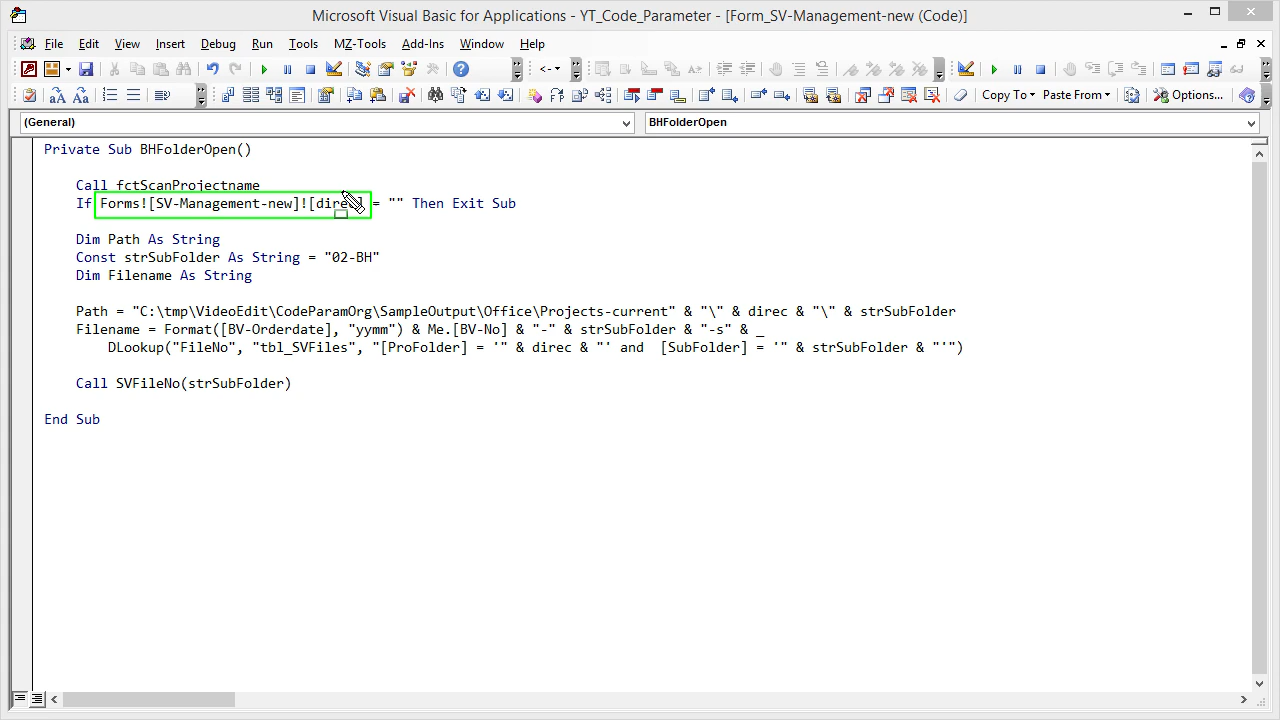 Microsoft Visual Basic for Applications - YT_Code_Parameter - [Form_SV-Management-new (Code)]
File Edit View Insert Debug Run Tools MZ-Tools Add-Ins Window Help
Copy To Paste From Options...
(General) BHFolderOpen
Private Sub BHFolderOpen()
Call fctScanProjectname
If Forms![SV-Management-new]![direc] = "" Then Exit Sub
Dim Path As String
Const strSubFolder As String = "02-BH"
Dim Filename As String
Path = "C:\tmp\VideoEdit\CodeParamOrg\SampleOutput\Office\Projects-current" & "\" & direc & "\" & strSubFolder
Filename = Format([BV-Orderdate], "yymm") & Me.[BV-No] & "-" & strSubFolder & "-s" & _
DLookup("FileNo", "tbl_SVFiles", "[ProFolder] = '" & direc & "' and  [SubFolder] = '" & strSubFolder & "'")
Call SVFileNo(strSubFolder)
End Sub